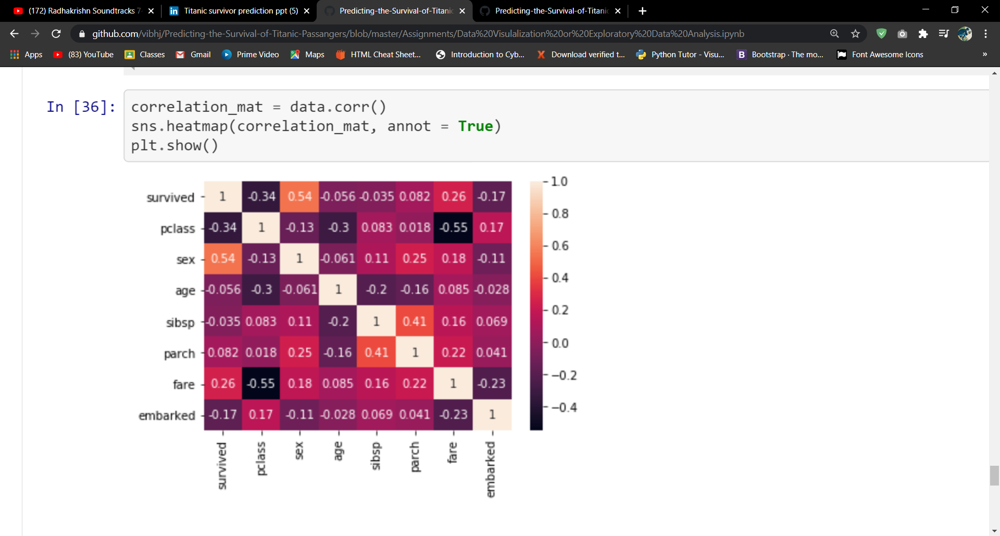 (172) Radhakrishn Soundtracks 7
Titanic survivor prediction ppt (5)
Predicting-the-Survival-of-Titanic
Predicting-the-Survival-of-Titanic
github.com/vibhj/Predicting-the-Survival-of-Titanic-Passangers/blob/master/Assignments/Data%20Visulalization%20or%20Exploratory%20Data%20Analysis.ipynb
Apps (83) YouTube Classes Gmail Prime Video Maps HTML Cheat Sheet... Introduction to Cyb... Download verified t... Python Tutor - Visu... Bootstrap · The mo... Font Awesome Icons »
In [36]: correlation_mat = data.corr()
sns.heatmap(correlation_mat, annot = True)
plt.show()
survived 1 -0.34 0.54 -0.056 -0.035 0.082 0.26 -0.17
pclass -0.34 1 -0.13 -0.3 0.083 0.018 -0.55 0.17
sex 0.54 -0.13 1 -0.061 0.11 0.25 0.18 -0.11
age -0.056 -0.3 -0.061 1 -0.2 -0.16 0.085 -0.028
sibsp -0.035 0.083 0.11 -0.2 1 0.41 0.16 0.069
parch 0.082 0.018 0.25 -0.16 0.41 1 0.22 0.041
fare 0.26 -0.55 0.18 0.085 0.16 0.22 1 -0.23
embarked -0.17 0.17 -0.11 -0.028 0.069 0.041 -0.23 1
survived pclass sex age sibsp parch fare embarked
1.0
0.8
0.6
0.4
0.2
0.0
−0.2
−0.4